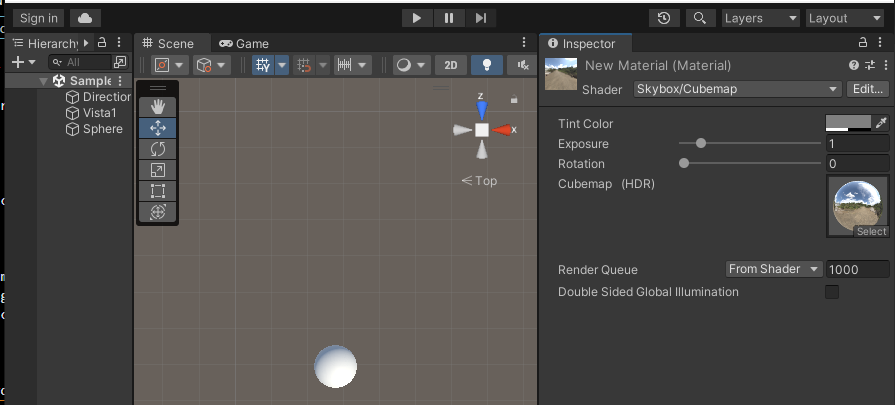 Sign in
Layers
Layout
Hierarchy
All
Sample
Direction
Vista1
Sphere
Scene
Game
2D
z
x
Top
Inspector
New Material (Material)
Shader
Skybox/Cubemap
Edit...
Tint Color
Exposure
1
Rotation
0
Cubemap (HDR)
Select
Render Queue
From Shader
1000
Double Sided Global Illumination